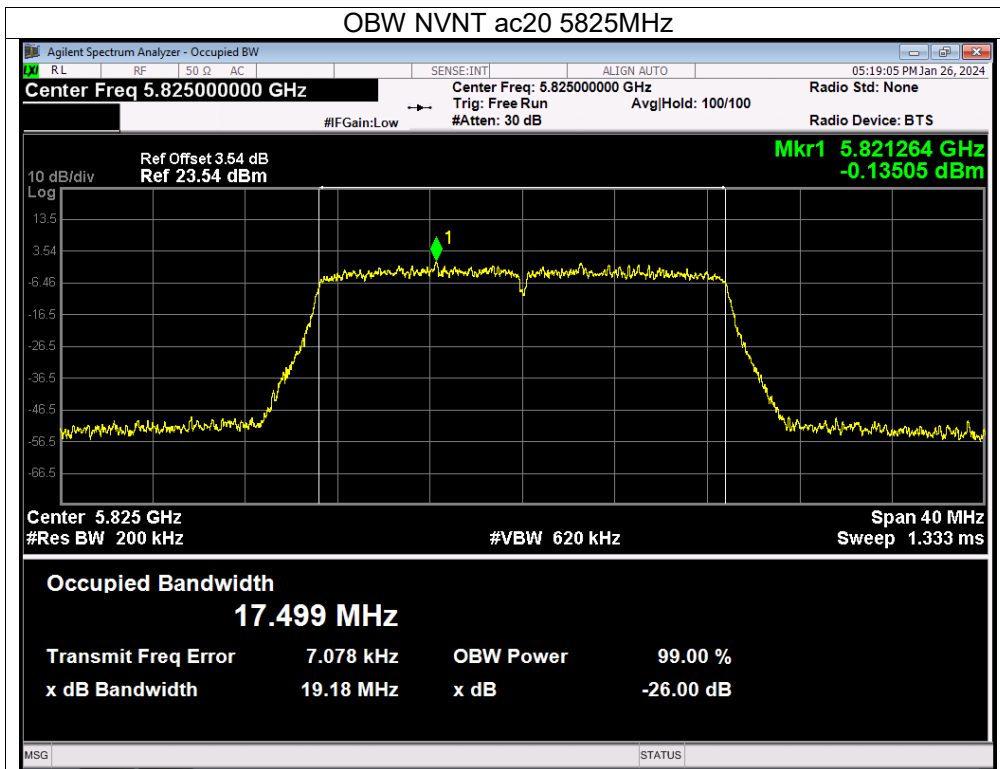 OBW NVNT ac20 5825MHz
Agilent Spectrum Analyzer - Occupied BW
LXI RL RF 50 Ω AC SENSE:INT ALIGN AUTO 05:19:05 PM Jan 26, 2024
Center Freq 5.825000000 GHz Center Freq: 5.825000000 GHz Radio Std: None
Trig: Free Run Avg|Hold: 100/100
#IFGain:Low #Atten: 30 dB Radio Device: BTS
Mkr1 5.821264 GHz
-0.13505 dBm
Ref Offset 3.54 dB
10 dB/div Ref 23.54 dBm
Log
13.5
1
3.54
-6.46
-16.5
-26.5
-36.5
-46.5
-56.5
-66.5
Center 5.825 GHz Span 40 MHz
#Res BW 200 kHz #VBW 620 kHz Sweep 1.333 ms
Occupied Bandwidth
17.499 MHz
Transmit Freq Error 7.078 kHz OBW Power 99.00 %
x dB Bandwidth 19.18 MHz x dB -26.00 dB
MSG STATUS